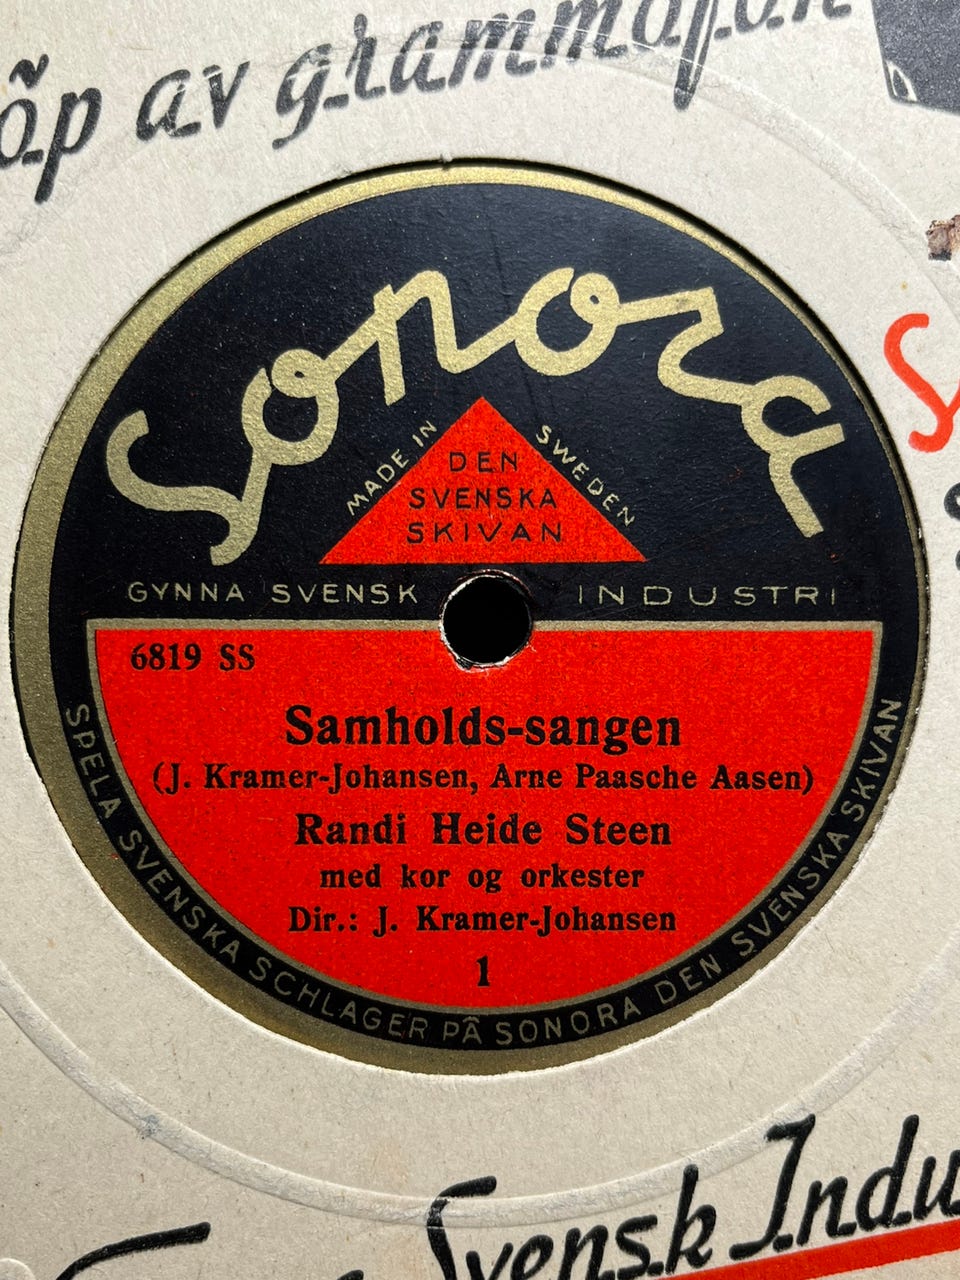 av grammofon
Sonora
MADE IN SWEDEN
DEN
SVENSKA
SKIVAN
GYNNA SVENSK INDUSTRI
6819 SS
Samholds-sangen
(J. Kramer-Johansen, Arne Paasche Aasen)
Randi Heide Steen
med kor og orkester
Dir.: J. Kramer-Johansen
1
SPELA SVENSKA SCHLAGER PÅ SONORA DEN SVENSKA SKIVAN
Svensk Indu